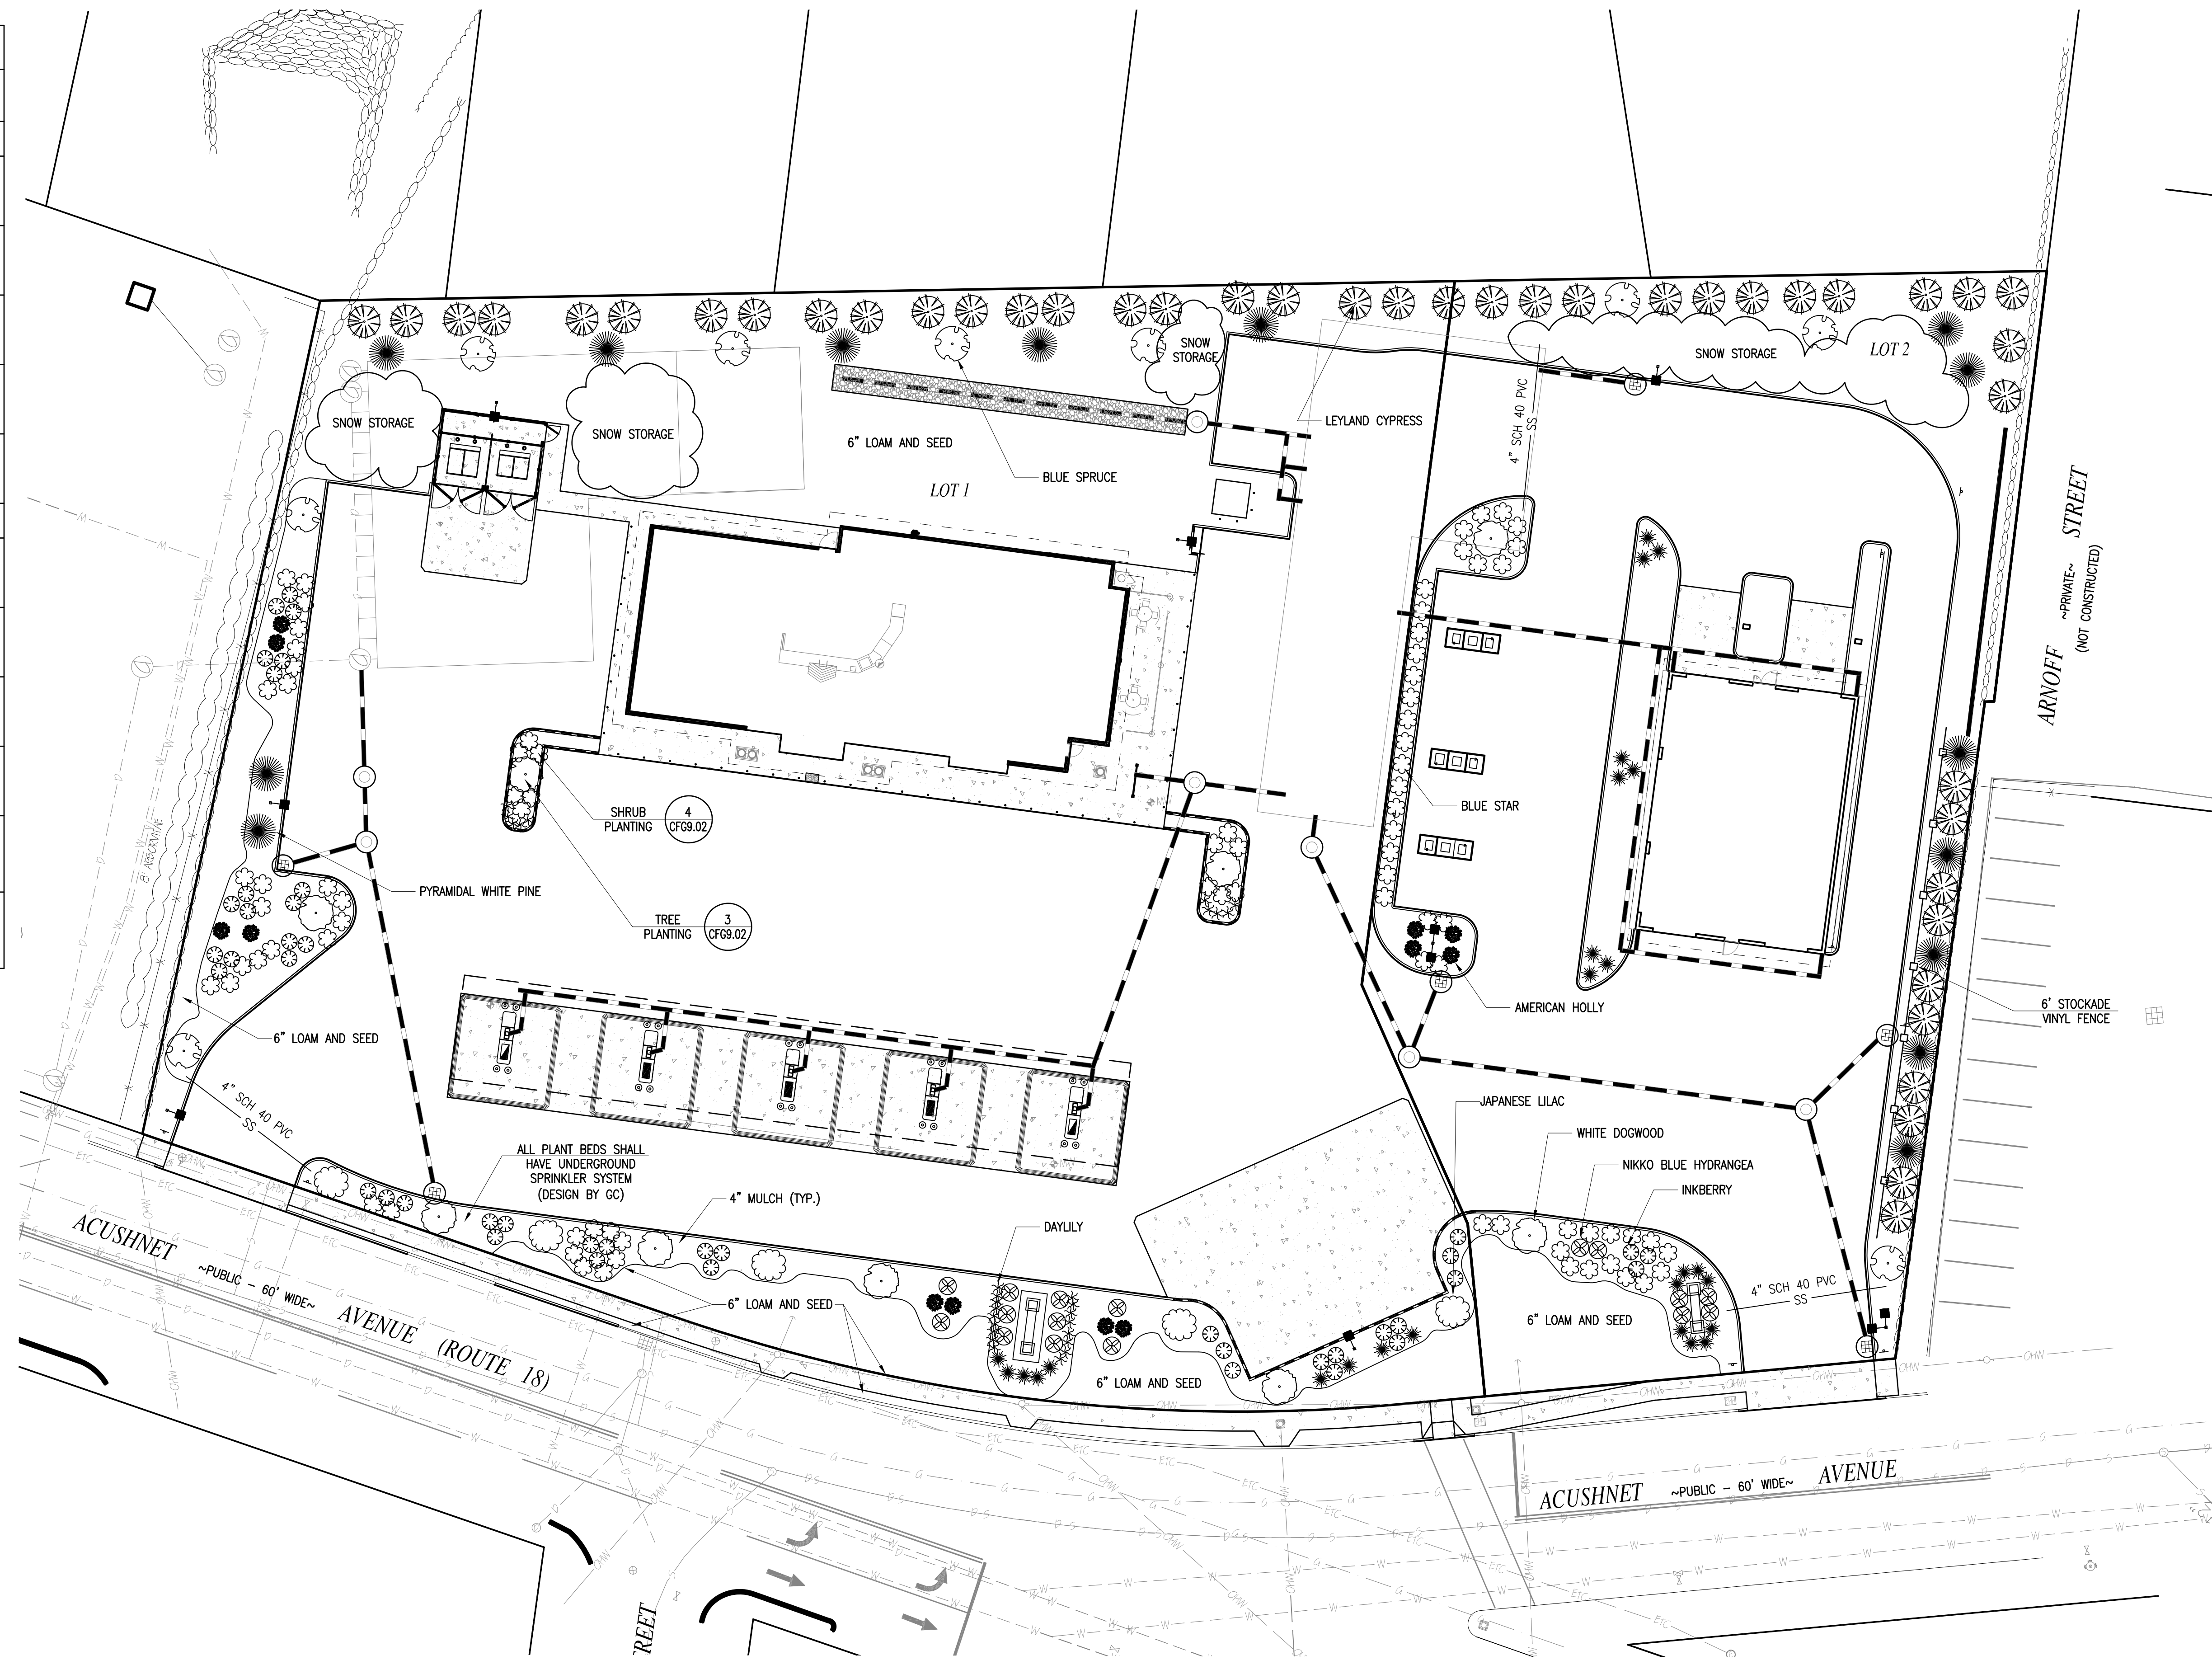 SNOW STORAGE
SNOW STORAGE
SNOW
STORAGE
SNOW STORAGE
LOT 2
6" LOAM AND SEED
BLUE SPRUCE
LOT 1
LEYLAND CYPRESS
4" SCH 40 PVC
SS
ARNOFF STREET
~PRIVATE~
(NOT CONSTRUCTED)
8' ARBORVITAE
SHRUB
PLANTING
4
CFG9.02
BLUE STAR
PYRAMIDAL WHITE PINE
TREE
PLANTING
3
CFG9.02
AMERICAN HOLLY
6' STOCKADE
VINYL FENCE
6" LOAM AND SEED
4" SCH 40 PVC
SS
JAPANESE LILAC
WHITE DOGWOOD
NIKKO BLUE HYDRANGEA
INKBERRY
ALL PLANT BEDS SHALL
HAVE UNDERGROUND
SPRINKLER SYSTEM
(DESIGN BY GC)
4" MULCH (TYP.)
DAYLILY
6" LOAM AND SEED
6" LOAM AND SEED
6" LOAM AND SEED
4" SCH 40 PVC
SS
ACUSHNET
~PUBLIC - 60' WIDE~
AVENUE (ROUTE 18)
ACUSHNET ~PUBLIC - 60' WIDE~ AVENUE
REET